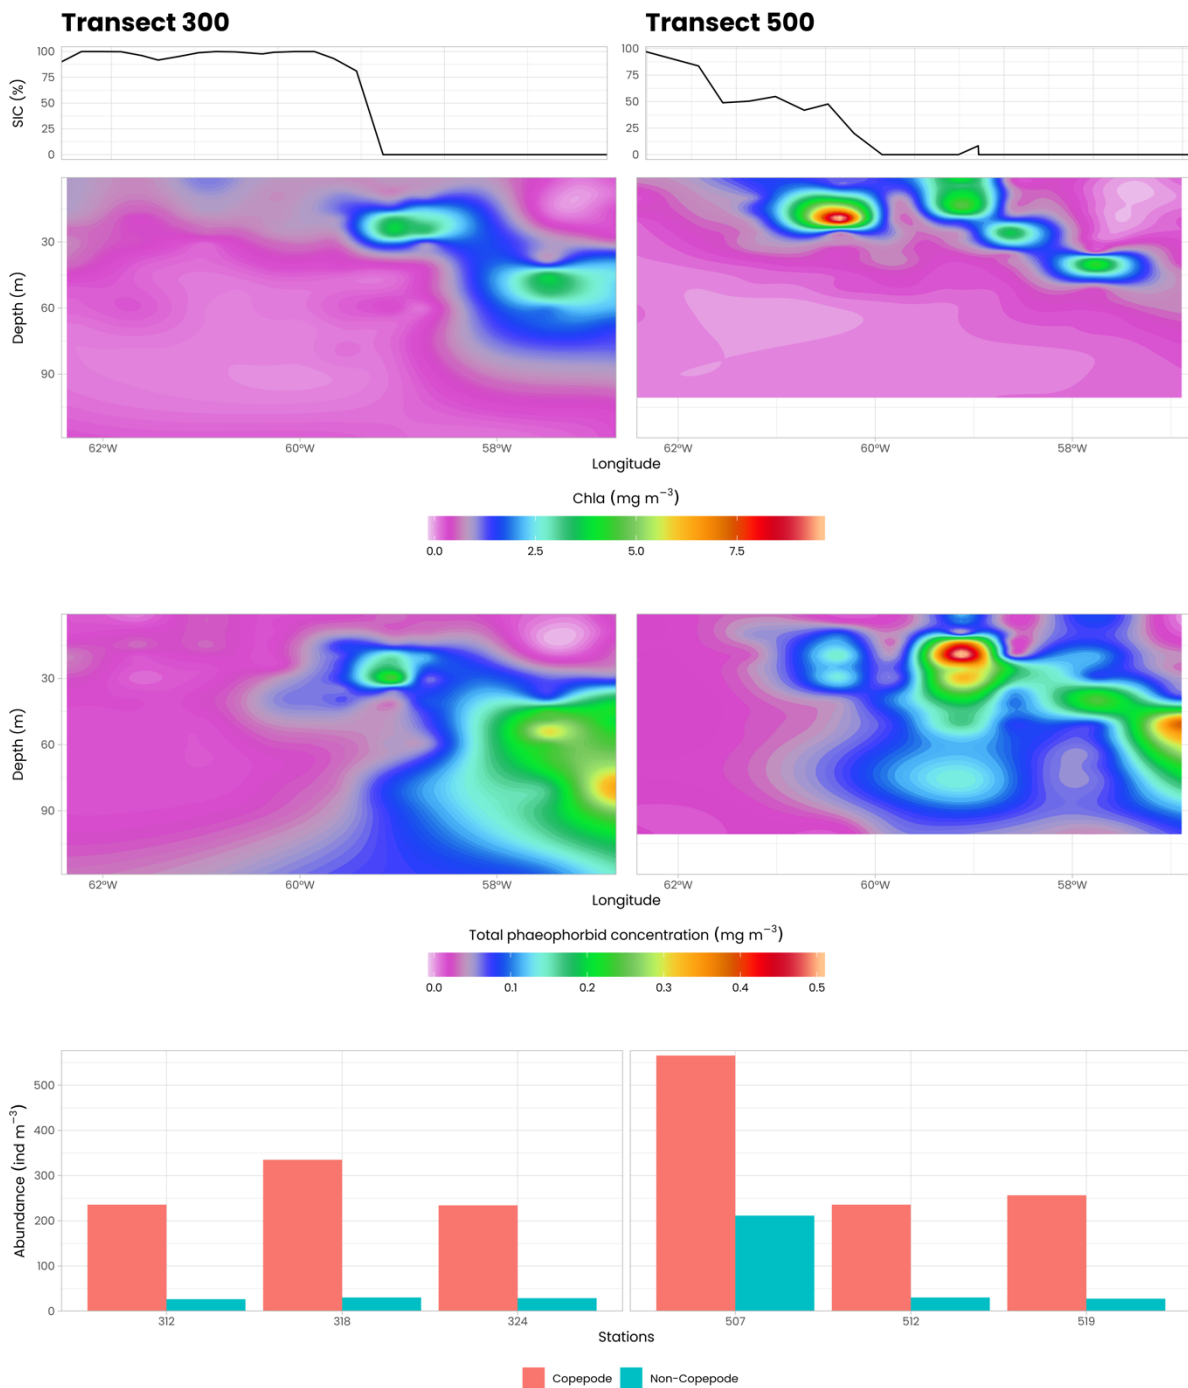 Transect 300 Transect 500
SIC (%)
100
75
50
25
0
100
75
50
25
0
Depth (m)
30
60
90
62°W 60°W 58°W 62°W 60°W 58°W
Longitude
Chla (mg m⁻³)
0.0 2.5 5.0 7.5
Depth (m)
30
60
90
62°W 60°W 58°W 62°W 60°W 58°W
Longitude
Total phaeophorbid concentration (mg m⁻³)
0.0 0.1 0.2 0.3 0.4 0.5
Abundance (ind m⁻³)
500
400
300
200
100
0
312 318 324 507 512 519
Stations
Copepode Non-Copepode